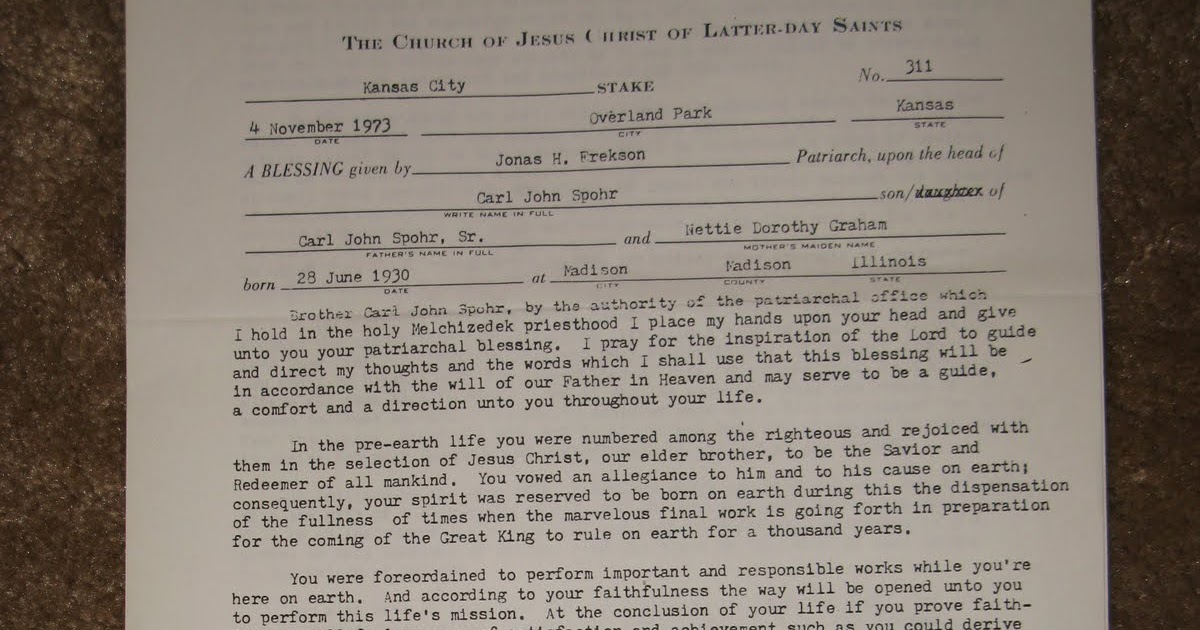 THE CHURCH OF JESUS CHRIST OF LATTER-DAY SAINTS
Kansas City STAKE No. 311
4 November 1973 Overland Park Kansas
DATE CITY STATE
A BLESSING given by Jonas H. Frekson Patriarch, upon the head of
Carl John Spohr son/daughter of
WRITE NAME IN FULL
Carl John Spohr, Sr. and Nettie Dorothy Graham
FATHER'S NAME IN FULL MOTHER'S MAIDEN NAME
born 28 June 1930 at Madison Madison Illinois
DATE CITY COUNTY STATE
Brother Carl John Spohr, by the authority of the patriarchal office which
I hold in the holy Melchizedek priesthood I place my hands upon your head and give
unto you your patriarchal blessing. I pray for the inspiration of the Lord to guide
and direct my thoughts and the words which I shall use that this blessing will be
in accordance with the will of our Father in Heaven and may serve to be a guide,
a comfort and a direction unto you throughout your life.
In the pre-earth life you were numbered among the righteous and rejoiced with
them in the selection of Jesus Christ, our elder brother, to be the Savior and
Redeemer of all mankind. You vowed an allegiance to him and to his cause on earth;
consequently, your spirit was reserved to be born on earth during this the dispensation
of the fullness of times when the marvelous final work is going forth in preparation
for the coming of the Great King to rule on earth for a thousand years.
You were foreordained to perform important and responsible works while you're
here on earth. And according to your faithfulness the way will be opened unto you
to perform this life's mission. At the conclusion of your life if you prove faith-
satisfaction and achievement such as you could derive